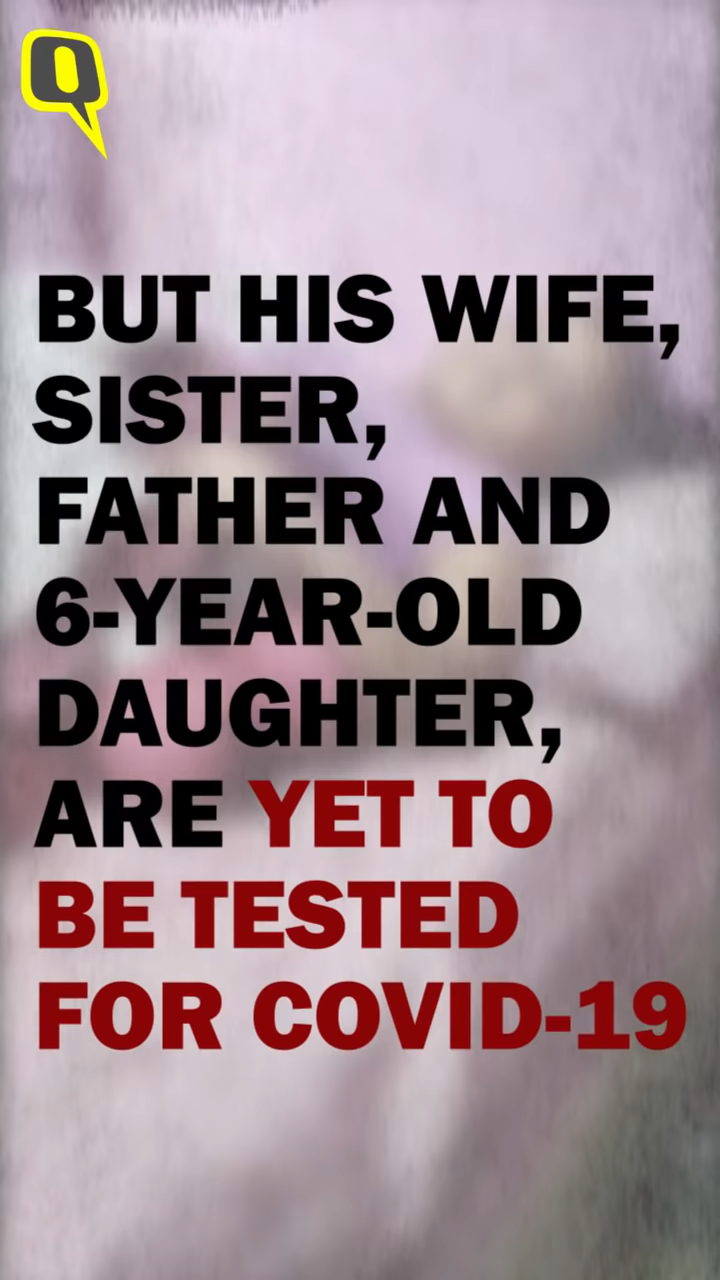 BUT HIS WIFE,
SISTER,
FATHER AND
6-YEAR-OLD
DAUGHTER,
ARE YET TO
BE TESTED
FOR COVID-19